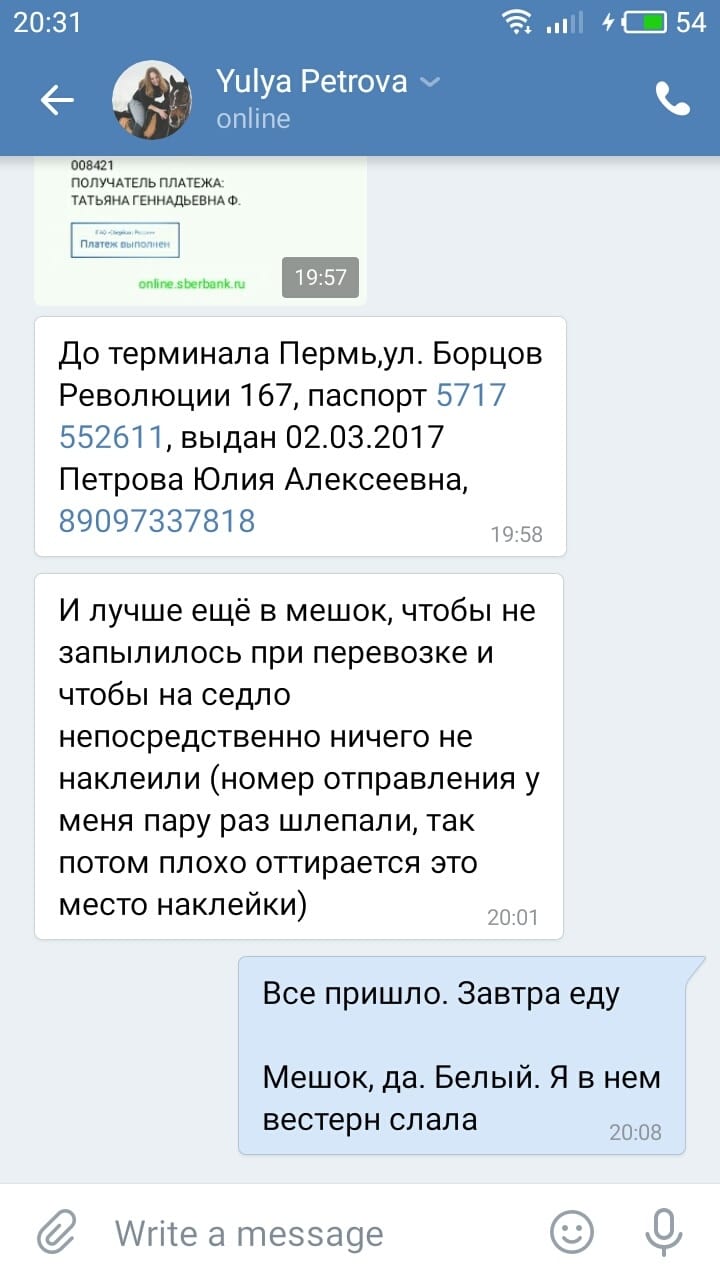 20:31
54
Yulya Petrova
online
008421
ПОЛУЧАТЕЛЬ ПЛАТЕЖА:
ТАТЬЯНА ГЕННАДЬЕВНА Ф.
ПАО «Сбербанк России»
Платеж выполнен
online.sberbank.ru
19:57
До терминала Пермь,ул. Борцов
Революции 167, паспорт 5717
552611, выдан 02.03.2017
Петрова Юлия Алексеевна,
89097337818
19:58
И лучше ещё в мешок, чтобы не
запылилось при перевозке и
чтобы на седло
непосредственно ничего не
наклеили (номер отправления у
меня пару раз шлепали, так
потом плохо оттирается это
место наклейки)
20:01
Все пришло. Завтра еду
Мешок, да. Белый. Я в нем
вестерн слала
20:08
Write a message